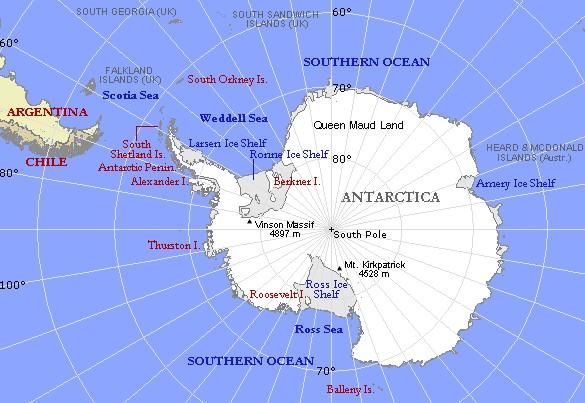 SOUTH GEORGIA (UK)
SOUTH SANDWICH
ISLANDS (UK)
60°
60°
SOUTHERN OCEAN
FALKLAND
ISLANDS (UK)
South Orkney Is.
70°
Scotia Sea
ARGENTINA
Weddell Sea
Queen Maud Land
South
Shetland Is.
Larsen Ice Shelf
HEARD & MCDONALD
ISLANDS (Austr.)
CHILE
Ronne Ice Shelf
80°
Antarctic Penin.
80°
Alexander I.
Berkner I.
Amery Ice Shelf
ANTARCTICA
Vinson Massif
4897 m
South Pole
Thurston I.
Mt. Kirkpatrick
4528 m
100°
Roosevelt I.
Ross Ice
Shelf
Ross Sea
SOUTHERN OCEAN
70°
Balleny Is.